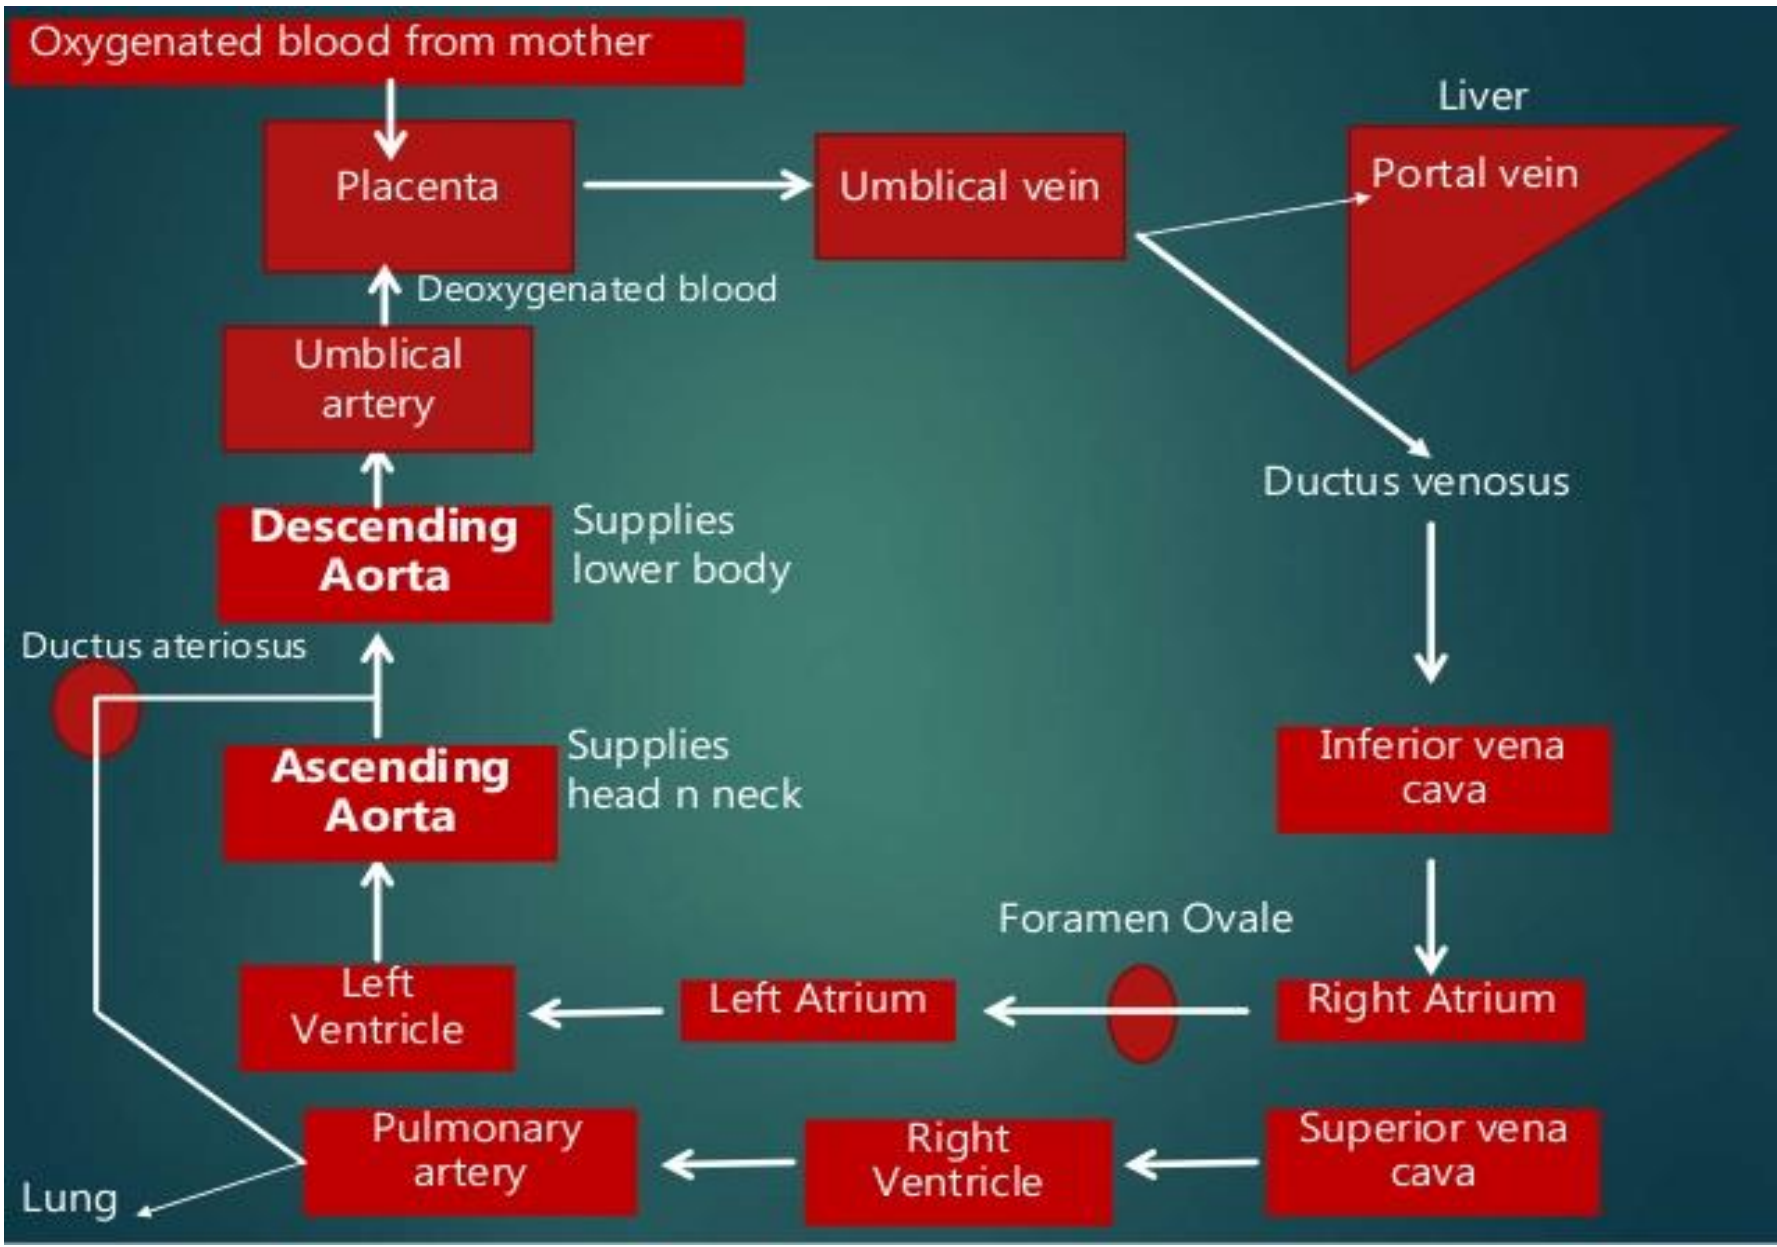 Oxygenated blood from mother
Liver
Placenta
Umblical vein
Portal vein
Deoxygenated blood
Umblical
artery
Ductus venosus
Descending
Aorta
Supplies
lower body
Ductus ateriosus
Inferior vena
cava
Ascending
Aorta
Supplies
head n neck
Foramen Ovale
Left
Ventricle
Left Atrium
Right Atrium
Pulmonary
artery
Right
Ventricle
Superior vena
cava
Lung